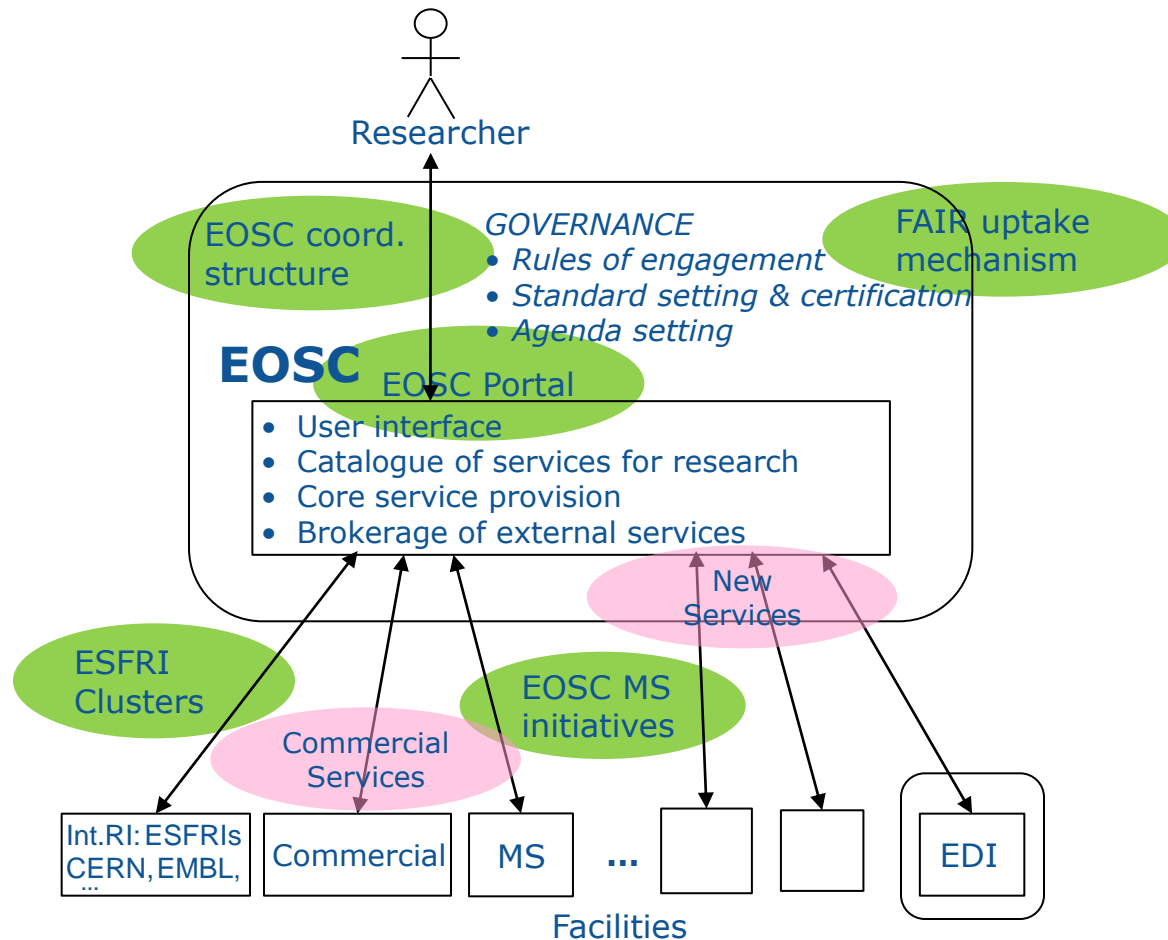 Researcher
EOSC coord.
structure
GOVERNANCE
• Rules of engagement
• Standard setting & certification
• Agenda setting
FAIR uptake
mechanism
EOSC
EOSC Portal
• User interface
• Catalogue of services for research
• Core service provision
• Brokerage of external services
New
Services
ESFRI
Clusters
EOSC MS
initiatives
Commercial
Services
Int.RI: ESFRIs
CERN, EMBL,
...
Commercial
MS
...
EDI
Facilities